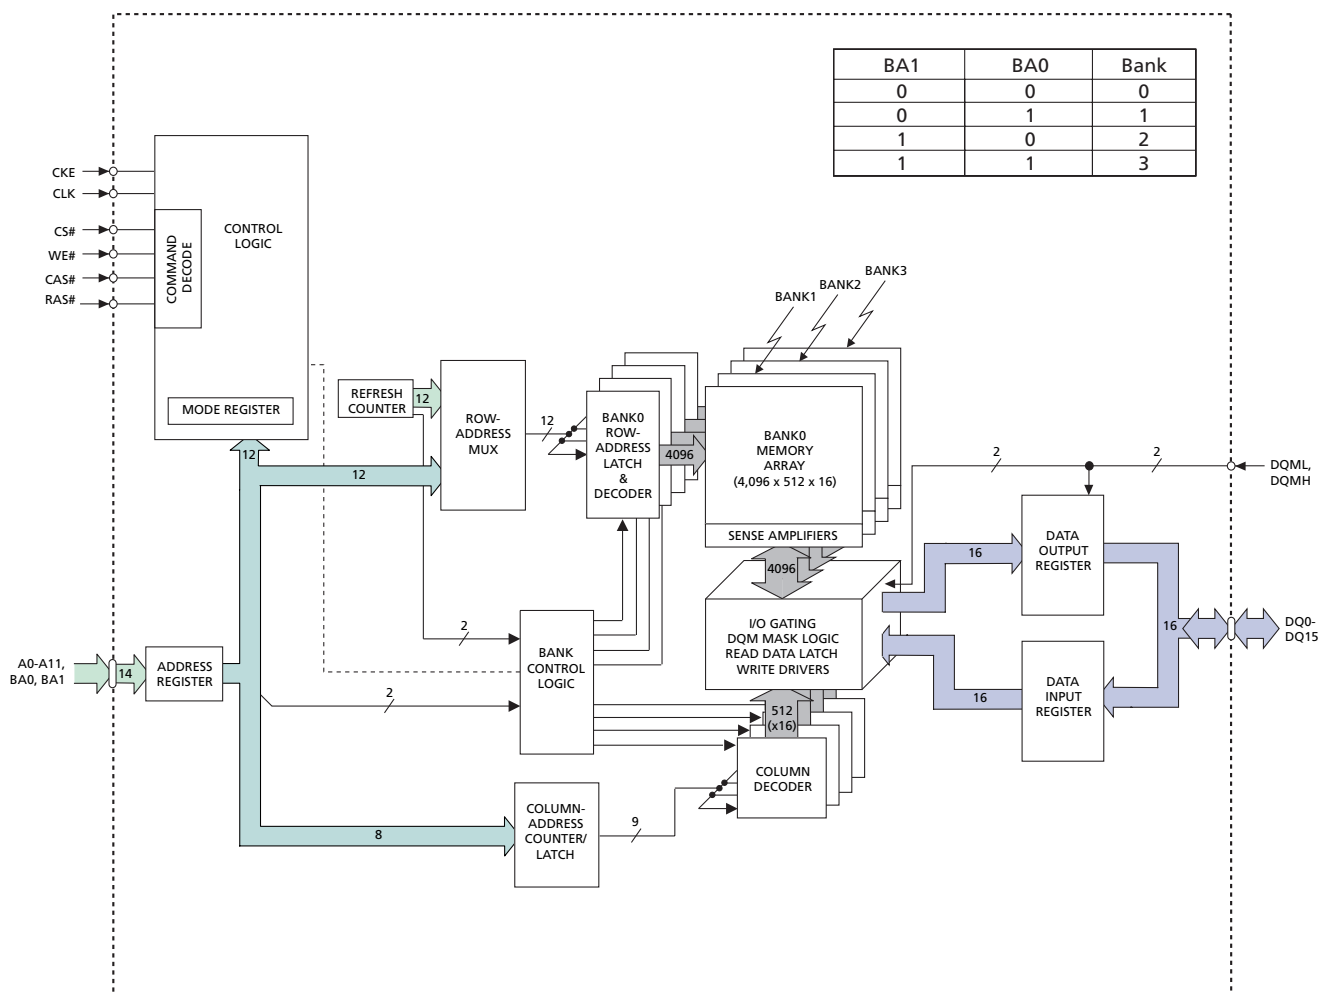 BA1 BA0 Bank
0 0 0
0 1 1
1 0 2
1 1 3
CKE
CLK
CS#
WE#
CAS#
RAS#
COMMAND
DECODE
CONTROL
LOGIC
MODE REGISTER
12
12
REFRESH
COUNTER
12
ROW-
ADDRESS
MUX
12
BANK0
ROW-
ADDRESS
LATCH
&
DECODER
4096
BANK1
BANK2
BANK3
BANK0
MEMORY
ARRAY
(4,096 x 512 x 16)
SENSE AMPLIFIERS
4096
I/O GATING
DQM MASK LOGIC
READ DATA LATCH
WRITE DRIVERS
512
(x16)
COLUMN
DECODER
2
2
DQML,
DQMH
16
DATA
OUTPUT
REGISTER
16
DQ0-
DQ15
16
DATA
INPUT
REGISTER
A0-A11,
BA0, BA1
14
ADDRESS
REGISTER
2
2
BANK
CONTROL
LOGIC
8
COLUMN-
ADDRESS
COUNTER/
LATCH
9